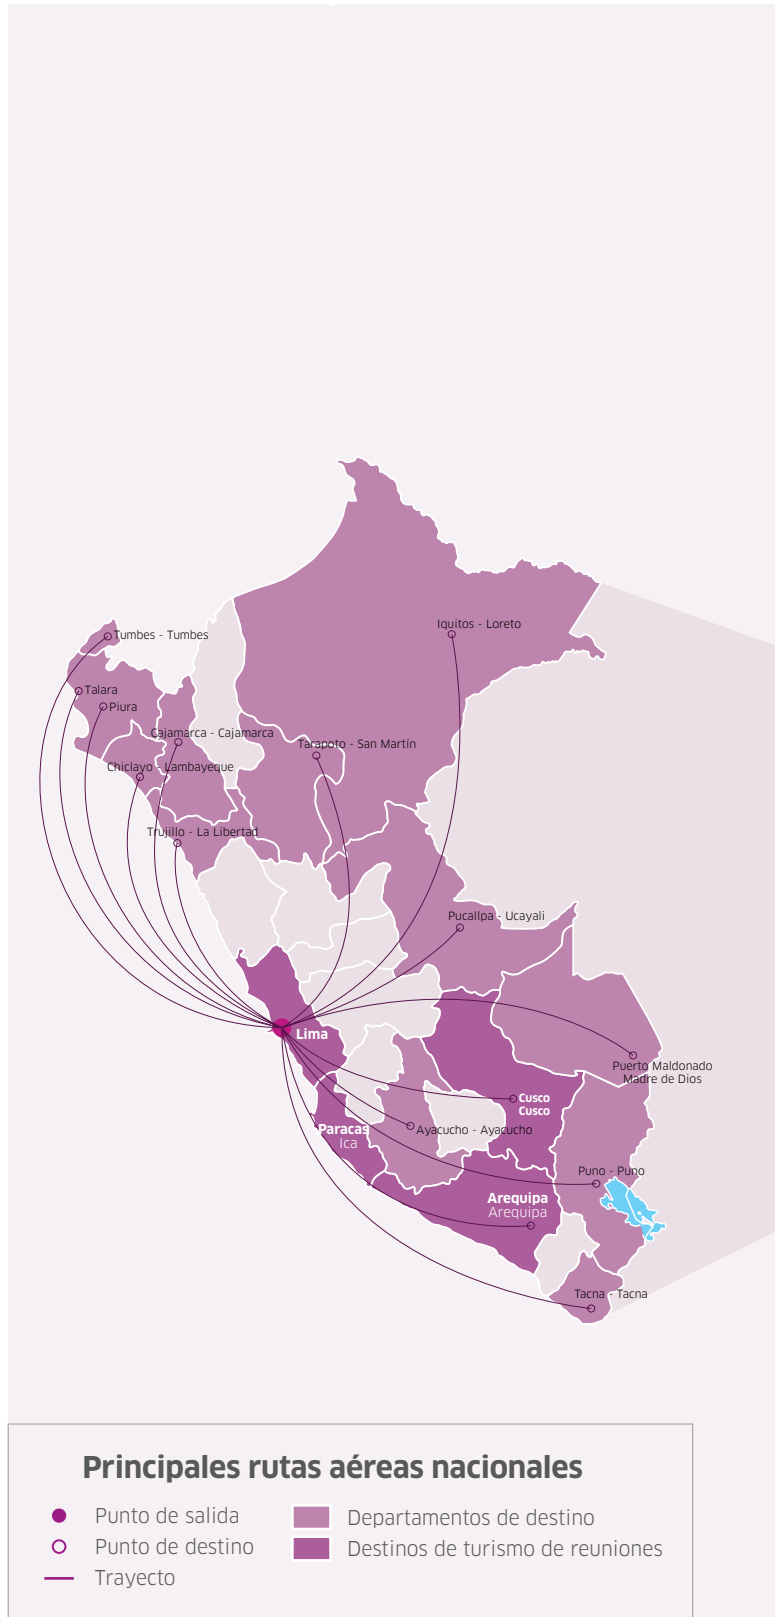 Iquitos - Loreto
Tumbes - Tumbes
Talara
Piura
Cajamarca - Cajamarca
Tarapoto - San Martín
Chiclayo - Lambayeque
Trujillo - La Libertad
Pucallpa - Ucayali
Lima
Puerto Maldonado
Madre de Dios
Cusco
Cusco
Paracas
Ica
Ayacucho - Ayacucho
Puno - Puno
Arequipa
Arequipa
Tacna - Tacna
Principales rutas aéreas nacionales
Punto de salida
Punto de destino
Trayecto
Departamentos de destino
Destinos de turismo de reuniones